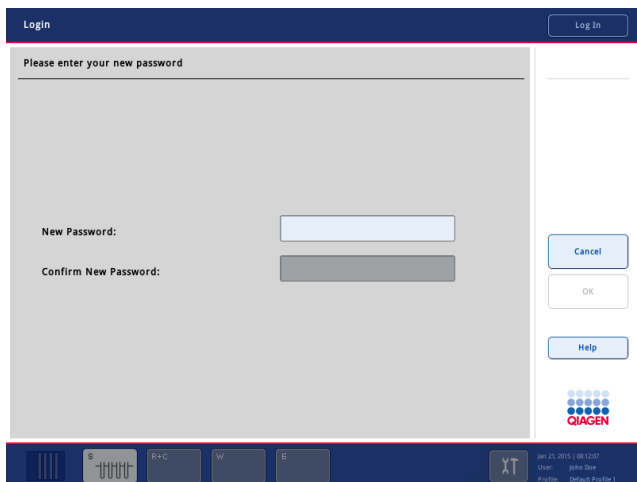 Login
Log In
Please enter your new password
New Password:
Confirm New Password:
Cancel
OK
Help
QIAGEN
S
R+C
W
E
Jan 21, 2015 | 08:12:07
User: John Doe
Profile: Default Profile 1